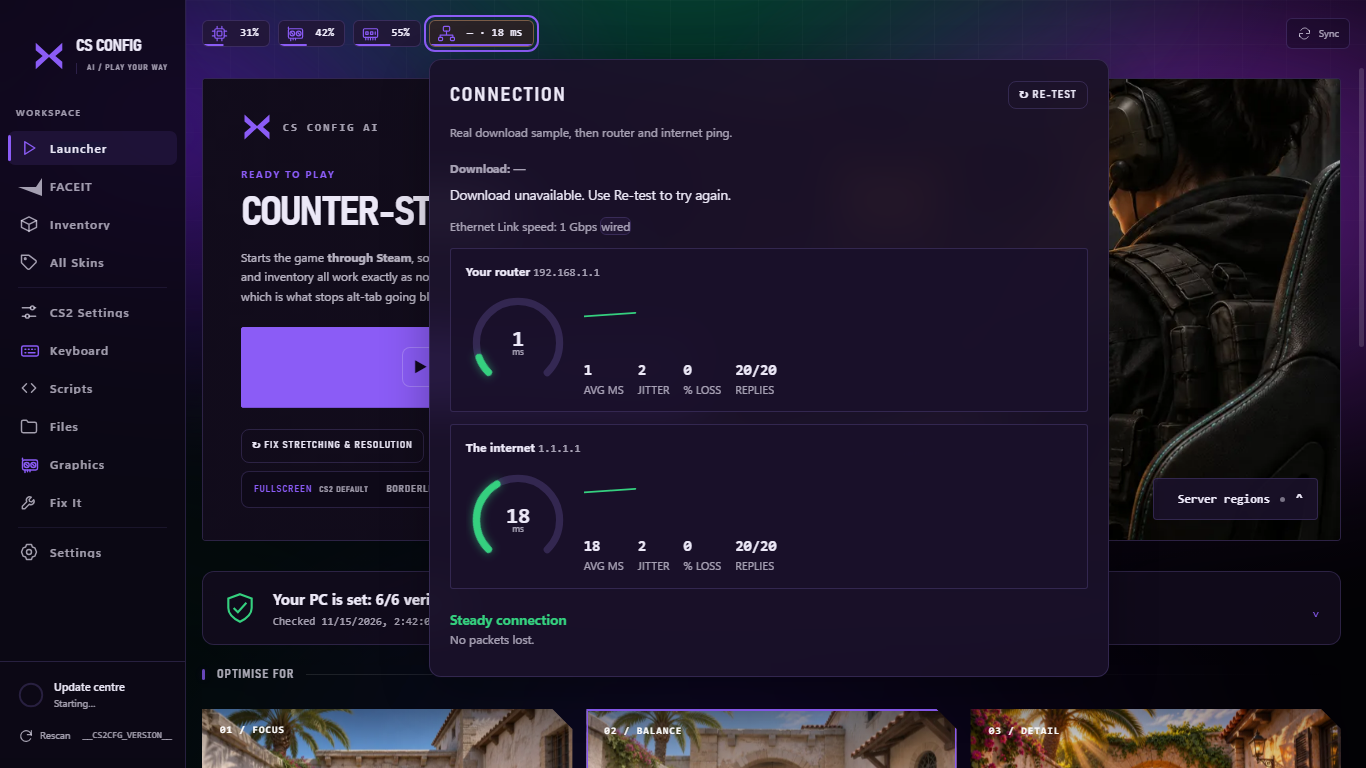 CS CONFIG
AI / PLAY YOUR WAY
WORKSPACE
Launcher
FACEIT
Inventory
All Skins
CS2 Settings
Keyboard
Scripts
Files
Graphics
Fix It
Settings
Update centre
Starting...
Rescan
__CS2CFG_VERSION__
31%
42%
55%
— · 18 ms
Sync
CS CONFIG AI
READY TO PLAY
COUNTER-ST
Starts the game through Steam, so
and inventory all work exactly as no
which is what stops alt-tab going bl
↻ FIX STRETCHING & RESOLUTION
FULLSCREEN CS2 DEFAULT BORDERL
CONNECTION
↻ RE-TEST
Real download sample, then router and internet ping.
Download: —
Download unavailable. Use Re-test to try again.
Ethernet Link speed: 1 Gbps wired
Your router 192.168.1.1
1
ms
1 2 0 20/20
AVG MS JITTER % LOSS REPLIES
The internet 1.1.1.1
18
ms
18 2 0 20/20
AVG MS JITTER % LOSS REPLIES
Steady connection
No packets lost.
Server regions
Your PC is set: 6/6 veri
Checked 11/15/2026, 2:42:0
OPTIMISE FOR
01 / FOCUS
02 / BALANCE
03 / DETAIL